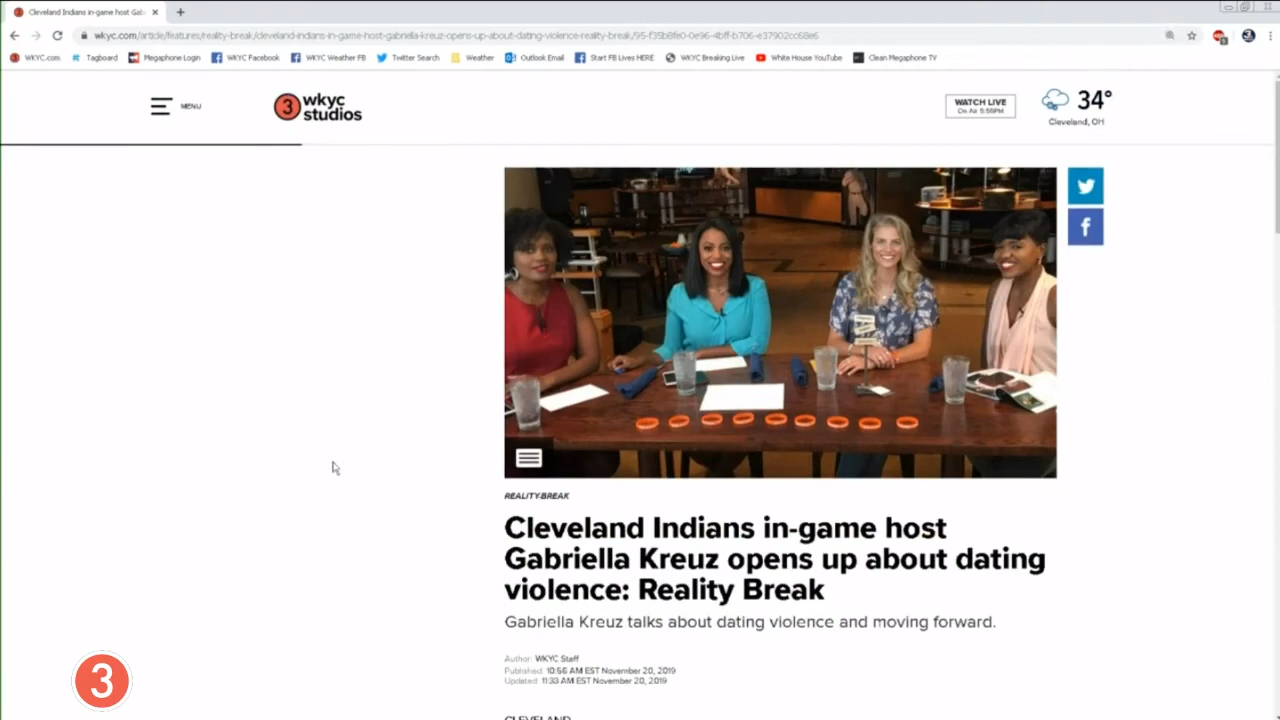 Cleveland Indians in-game host Gab
wkyc.com/article/features/reality-break/cleveland-indians-in-game-host-gabriella-kreuz-opens-up-about-dating-violence-reality-break/95-f35b8fe0-0e96-4bff-b706-e37902cc68e6
WKYC.com Tagboard Megaphone Login WKYC Facebook WKYC Weather FB Twitter Search Weather Outlook Email Start FB Lives HERE WKYC Breaking Live White House YouTube Clean Megaphone TV
MENU
3 wkyc studios
WATCH LIVE
On Air 5:55PM
34°
Cleveland, OH
REALITY-BREAK
Cleveland Indians in-game host
Gabriella Kreuz opens up about dating
violence: Reality Break
Gabriella Kreuz talks about dating violence and moving forward.
Author: WKYC Staff
Published: 10:56 AM EST November 20, 2019
Updated: 11:33 AM EST November 20, 2019
CLEVELAND
3